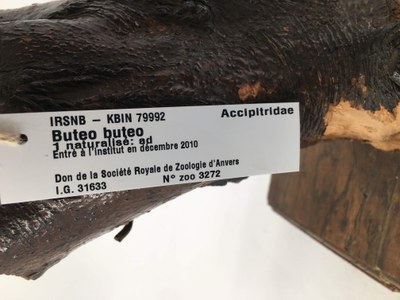 IRSNB – KBIN 79992 Accipitridae
Buteo buteo
1 naturalisé: ad
Entré à l'institut en décembre 2010
Don de la Société Royale de Zoologie d'Anvers
I.G. 31633 N° zoo 3272